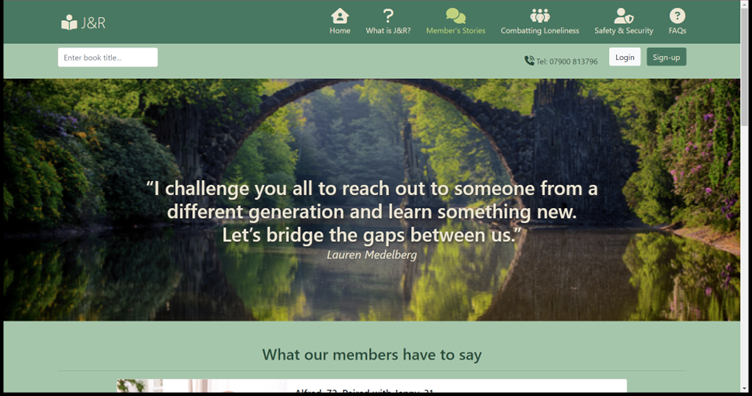 J&R
Home
What is J&R?
Member's Stories
Combatting Loneliness
Safety & Security
FAQs
Enter book title...
Tel: 07900 813796
Login
Sign-up
“I challenge you all to reach out to someone from a
different generation and learn something new.
Let’s bridge the gaps between us.”
Lauren Medelberg
What our members have to say